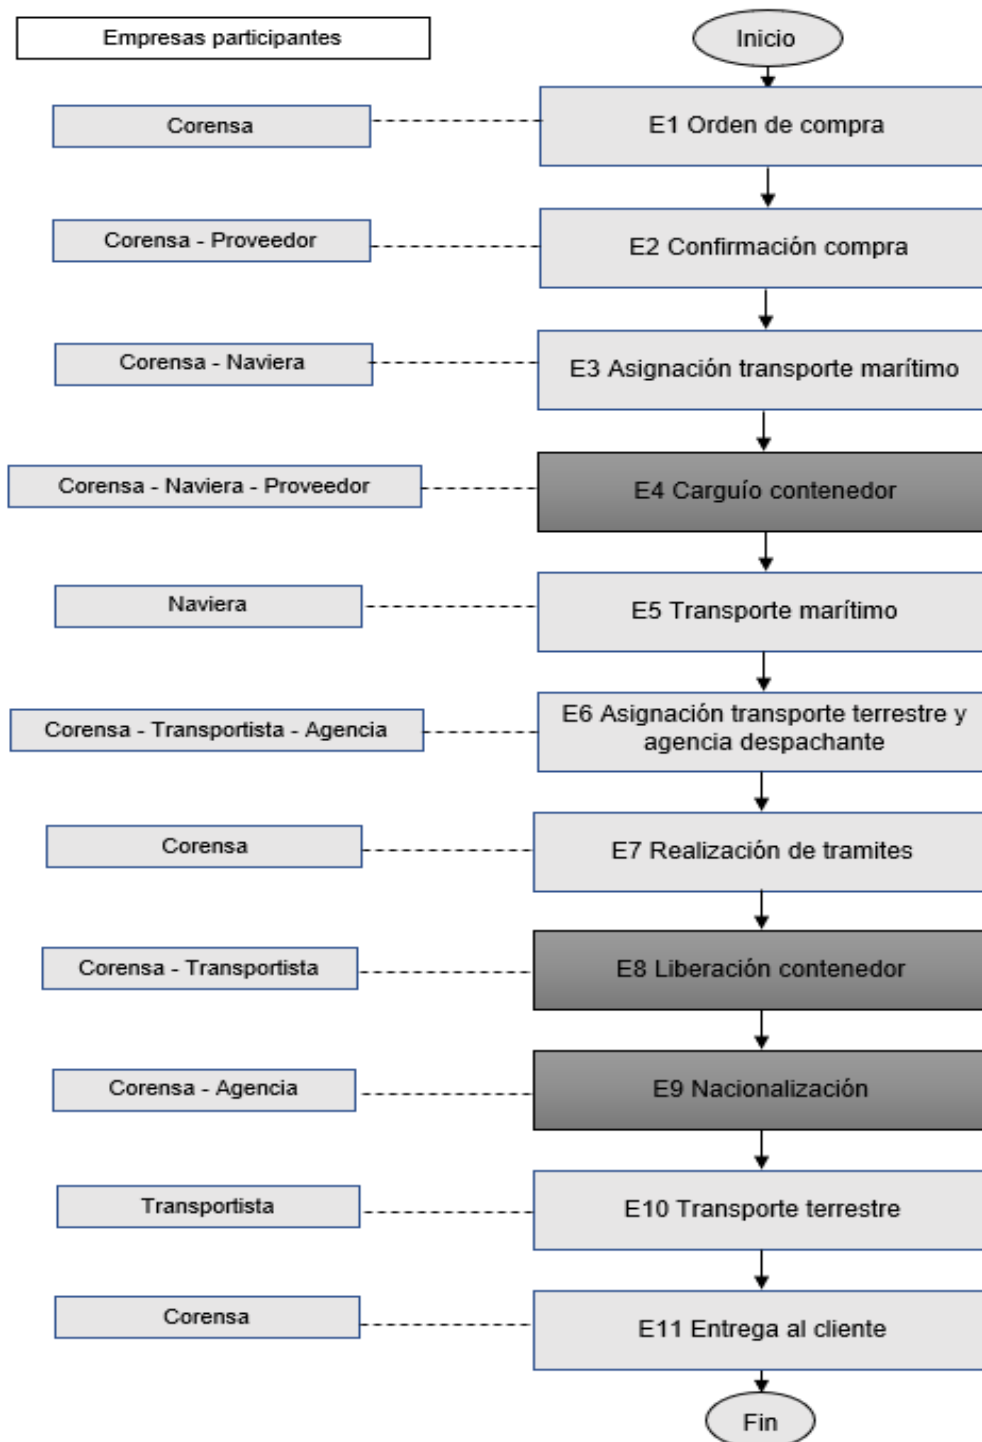 Empresas participantes
Inicio
Corensa
E1 Orden de compra
Corensa - Proveedor
E2 Confirmación compra
Corensa - Naviera
E3 Asignación transporte marítimo
Corensa - Naviera - Proveedor
E4 Carguío contenedor
Naviera
E5 Transporte marítimo
Corensa - Transportista - Agencia
E6 Asignación transporte terrestre y
agencia despachante
Corensa
E7 Realización de tramites
Corensa - Transportista
E8 Liberación contenedor
Corensa - Agencia
E9 Nacionalización
Transportista
E10 Transporte terrestre
Corensa
E11 Entrega al cliente
Fin